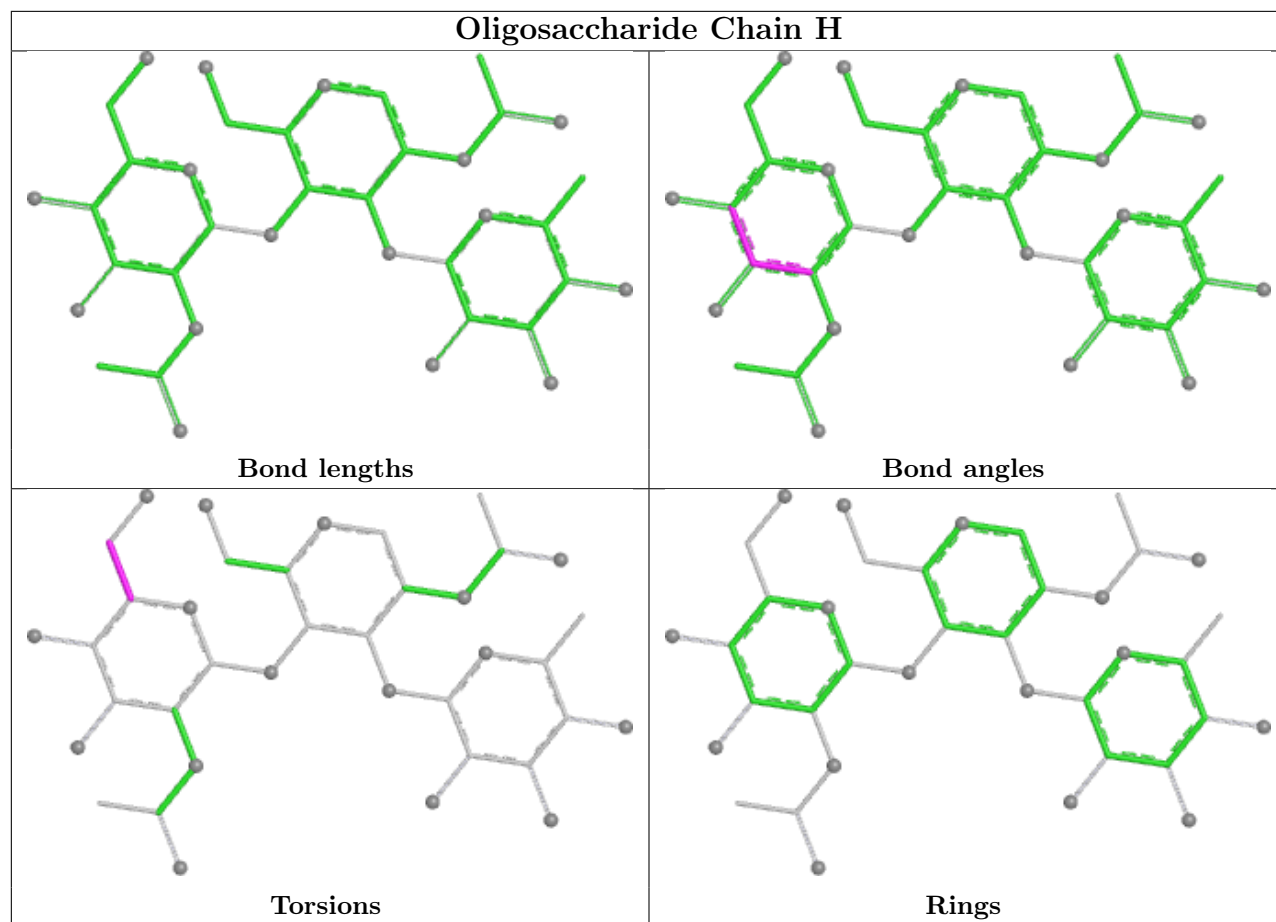 Oligosaccharide Chain H
Bond lengths
Bond angles
Torsions
Rings